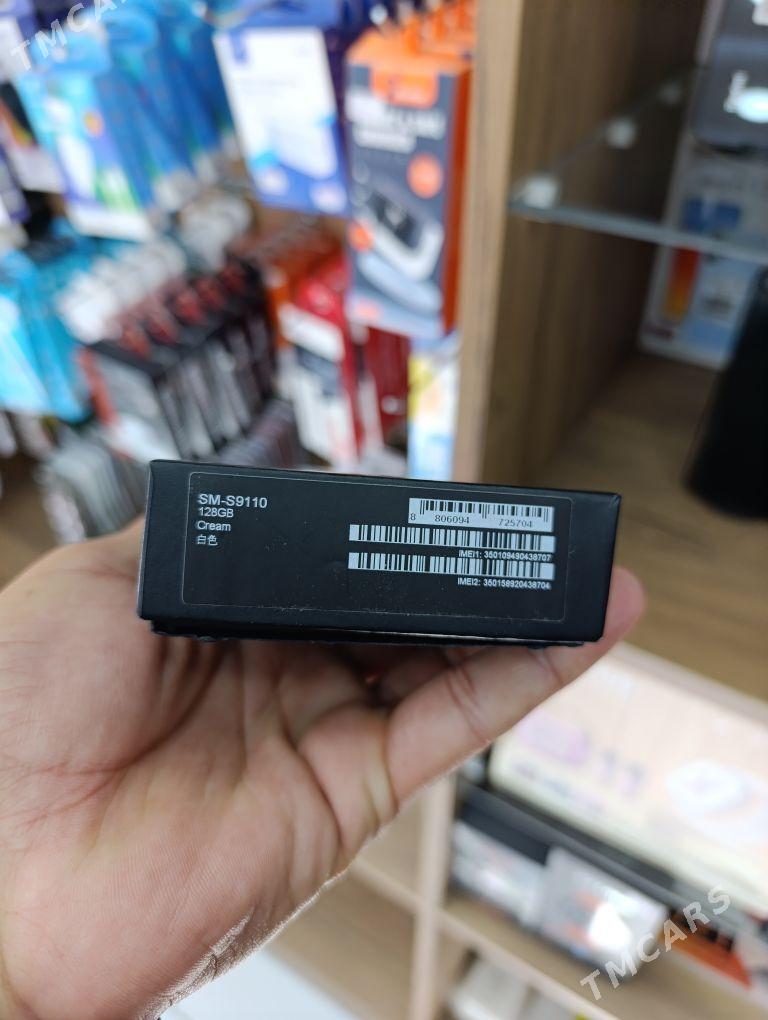 TMCARS
SM-S9110
128GB
Cream
白色
8 806094 725704
IMEI1: 350109490438707
IMEI2: 350158920438704
TMCARS